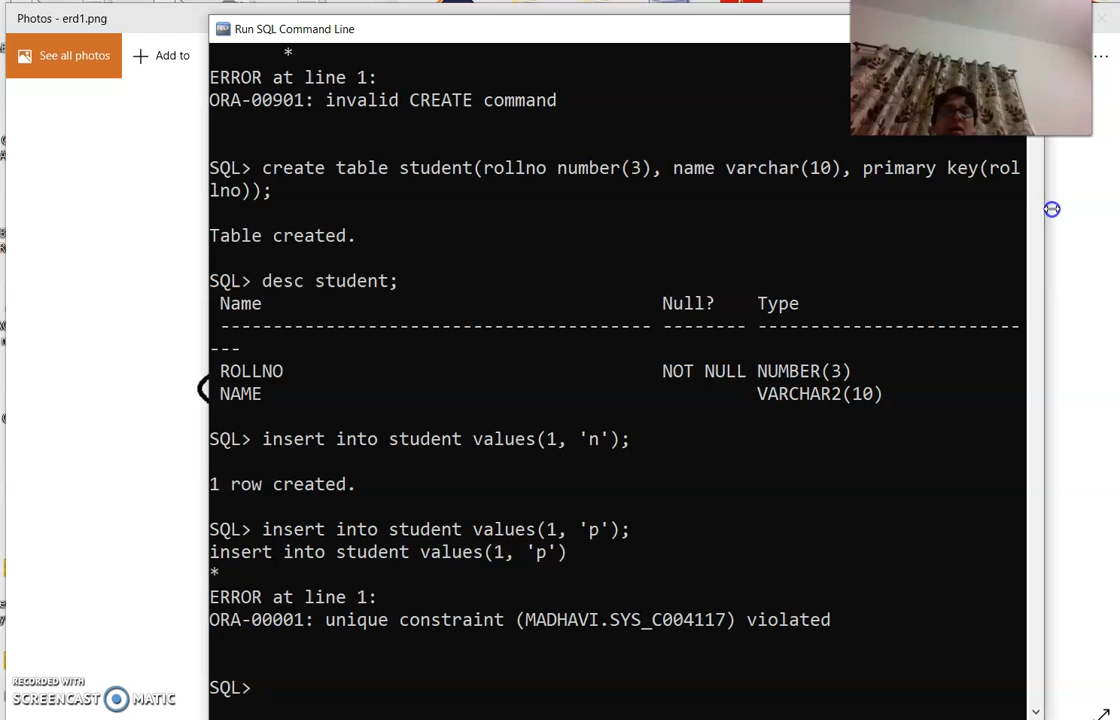 Photos - erd1.png
See all photos
Add to
Run SQL Command Line
*
ERROR at line 1:
ORA-00901: invalid CREATE command
SQL> create table student(rollno number(3), name varchar(10), primary key(rol
lno));
Table created.
SQL> desc student;
Name Null? Type
----------------------------------------- -------- -------------------------
---
ROLLNO NOT NULL NUMBER(3)
NAME VARCHAR2(10)
SQL> insert into student values(1, 'n');
1 row created.
SQL> insert into student values(1, 'p');
insert into student values(1, 'p')
*
ERROR at line 1:
ORA-00001: unique constraint (MADHAVI.SYS_C004117) violated
SQL>
RECORDED WITH
SCREENCAST MATIC